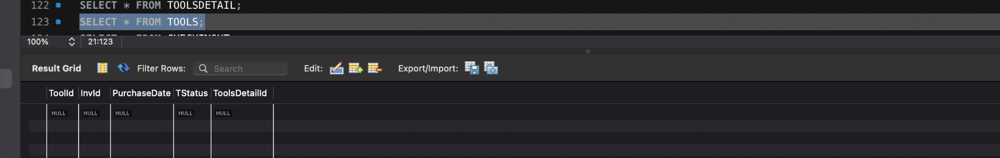 122 SELECT * FROM TOOLSDETAIL;
123 SELECT * FROM TOOLS;
100% 21:123
Result Grid Filter Rows: Search Edit: Export/Import:
ToolId InvId PurchaseDate TStatus ToolsDetailId
NULL NULL NULL NULL NULL